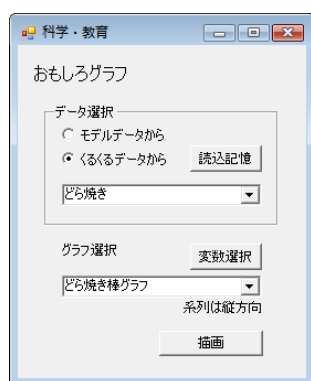 科学・教育
おもしろグラフ
データ選択
モデルデータから
くるくるデータから
読込記憶
どら焼き
グラフ選択
変数選択
どら焼き棒グラフ
系列は縦方向
描画